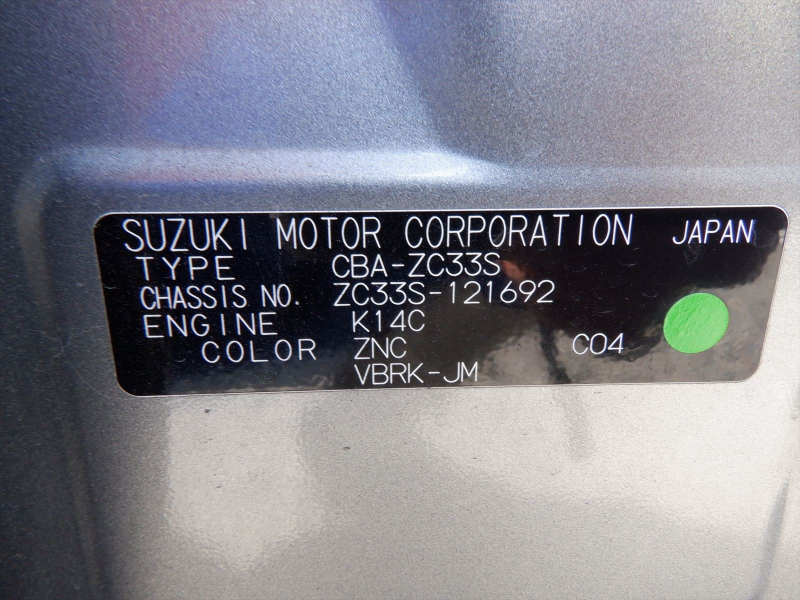 SUZUKI MOTOR CORPORATION JAPAN
TYPE CBA-ZC33S
CHASSIS NO. ZC33S-121692
ENGINE K14C
COLOR ZNC C04
VBRK-JM